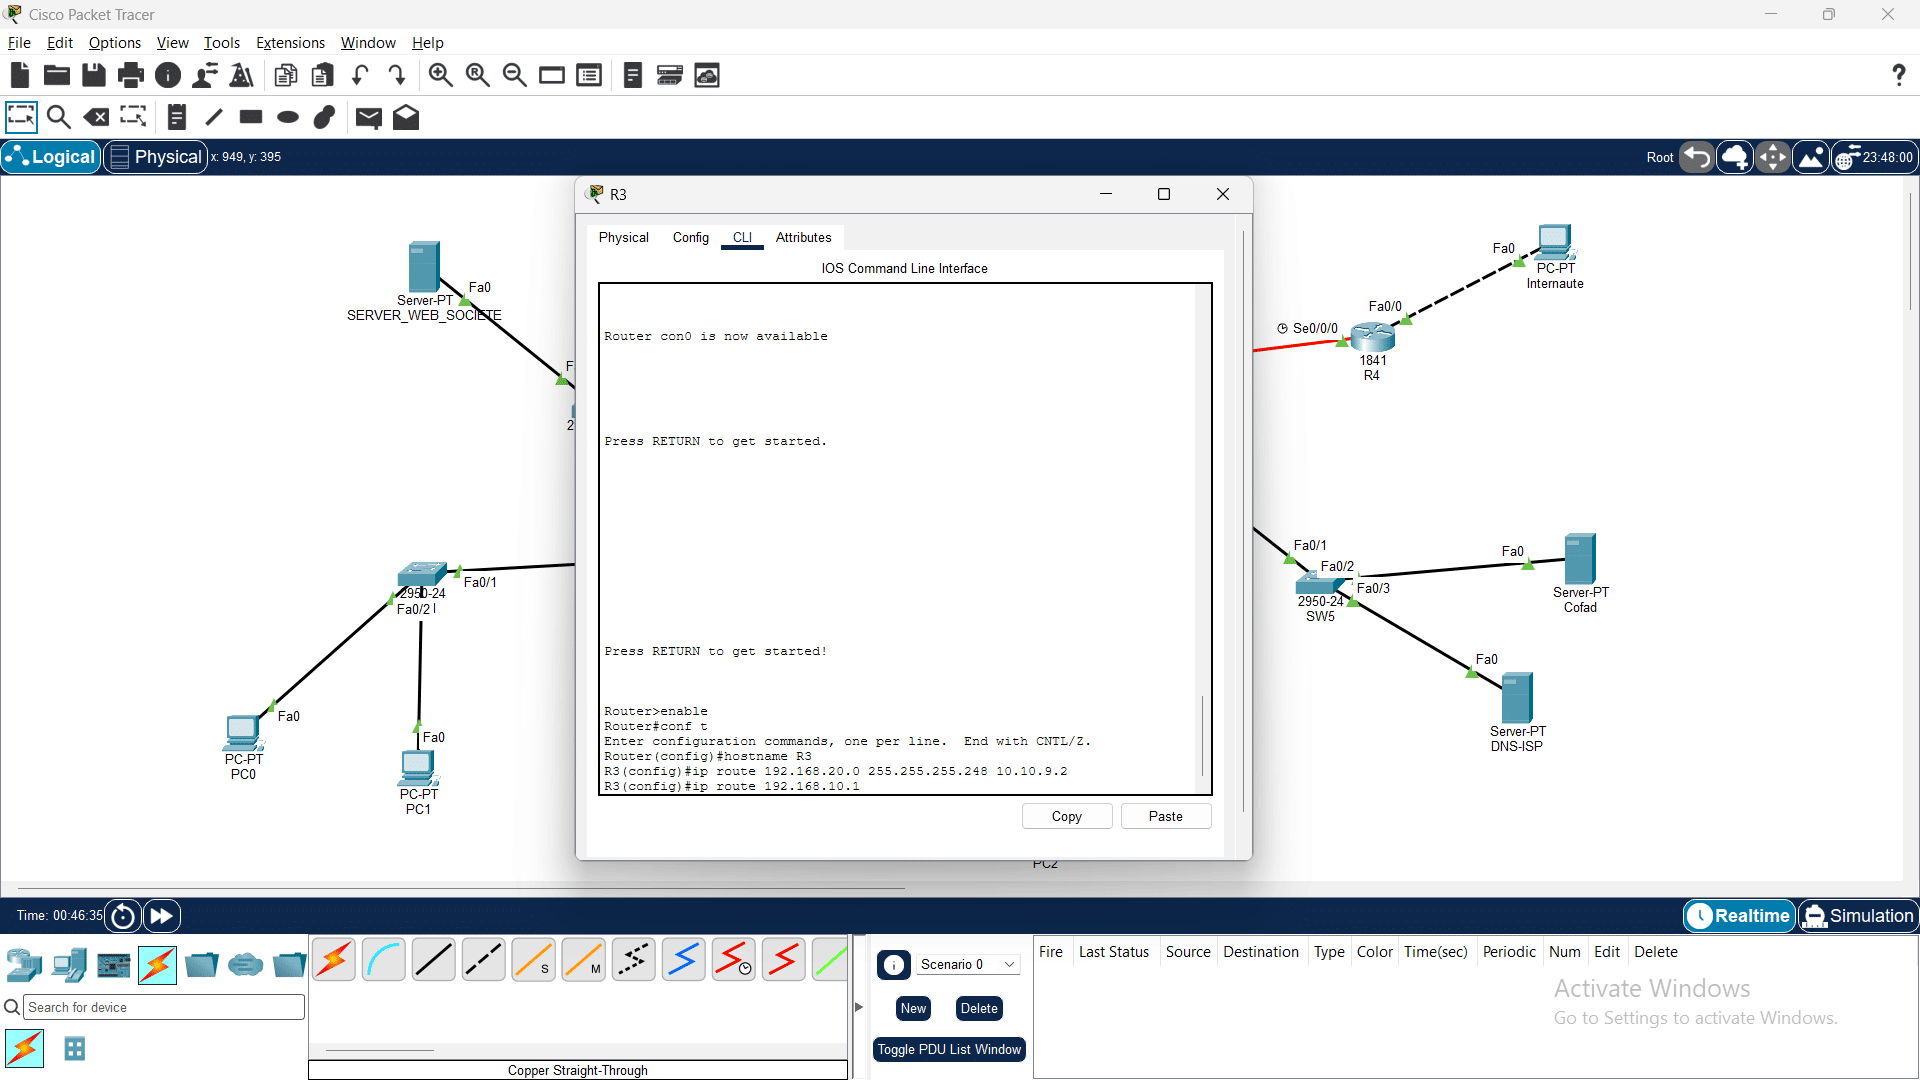 Cisco Packet Tracer
File Edit Options View Tools Extensions Window Help
Logical Physical x: 949, y: 395 Root 23:48:00
R3
Physical Config CLI Attributes
IOS Command Line Interface
Router con0 is now available
Press RETURN to get started.
Press RETURN to get started!
Router>enable
Router#conf t
Enter configuration commands, one per line.  End with CNTL/Z.
Router(config)#hostname R3
R3(config)#ip route 192.168.20.0 255.255.255.248 10.10.9.2
R3(config)#ip route 192.168.10.1
Copy Paste
Fa0
Server-PT
SERVER_WEB_SOCIETE
F
2
Fa0/1
2950-24
Fa0/2
Fa0
PC-PT
PC0
Fa0
PC-PT
PC1
PC2
Fa0
PC-PT
Internaute
Fa0/0
Se0/0/0
1841
R4
Fa0/1
Fa0/2
Fa0/3
2950-24
SW5
Fa0
Server-PT
Cofad
Fa0
Server-PT
DNS-ISP
Time: 00:46:35 Realtime Simulation
Search for device
S M
Copper Straight-Through
Scenario 0
New Delete
Toggle PDU List Window
Fire Last Status Source Destination Type Color Time(sec) Periodic Num Edit Delete
Activate Windows
Go to Settings to activate Windows.